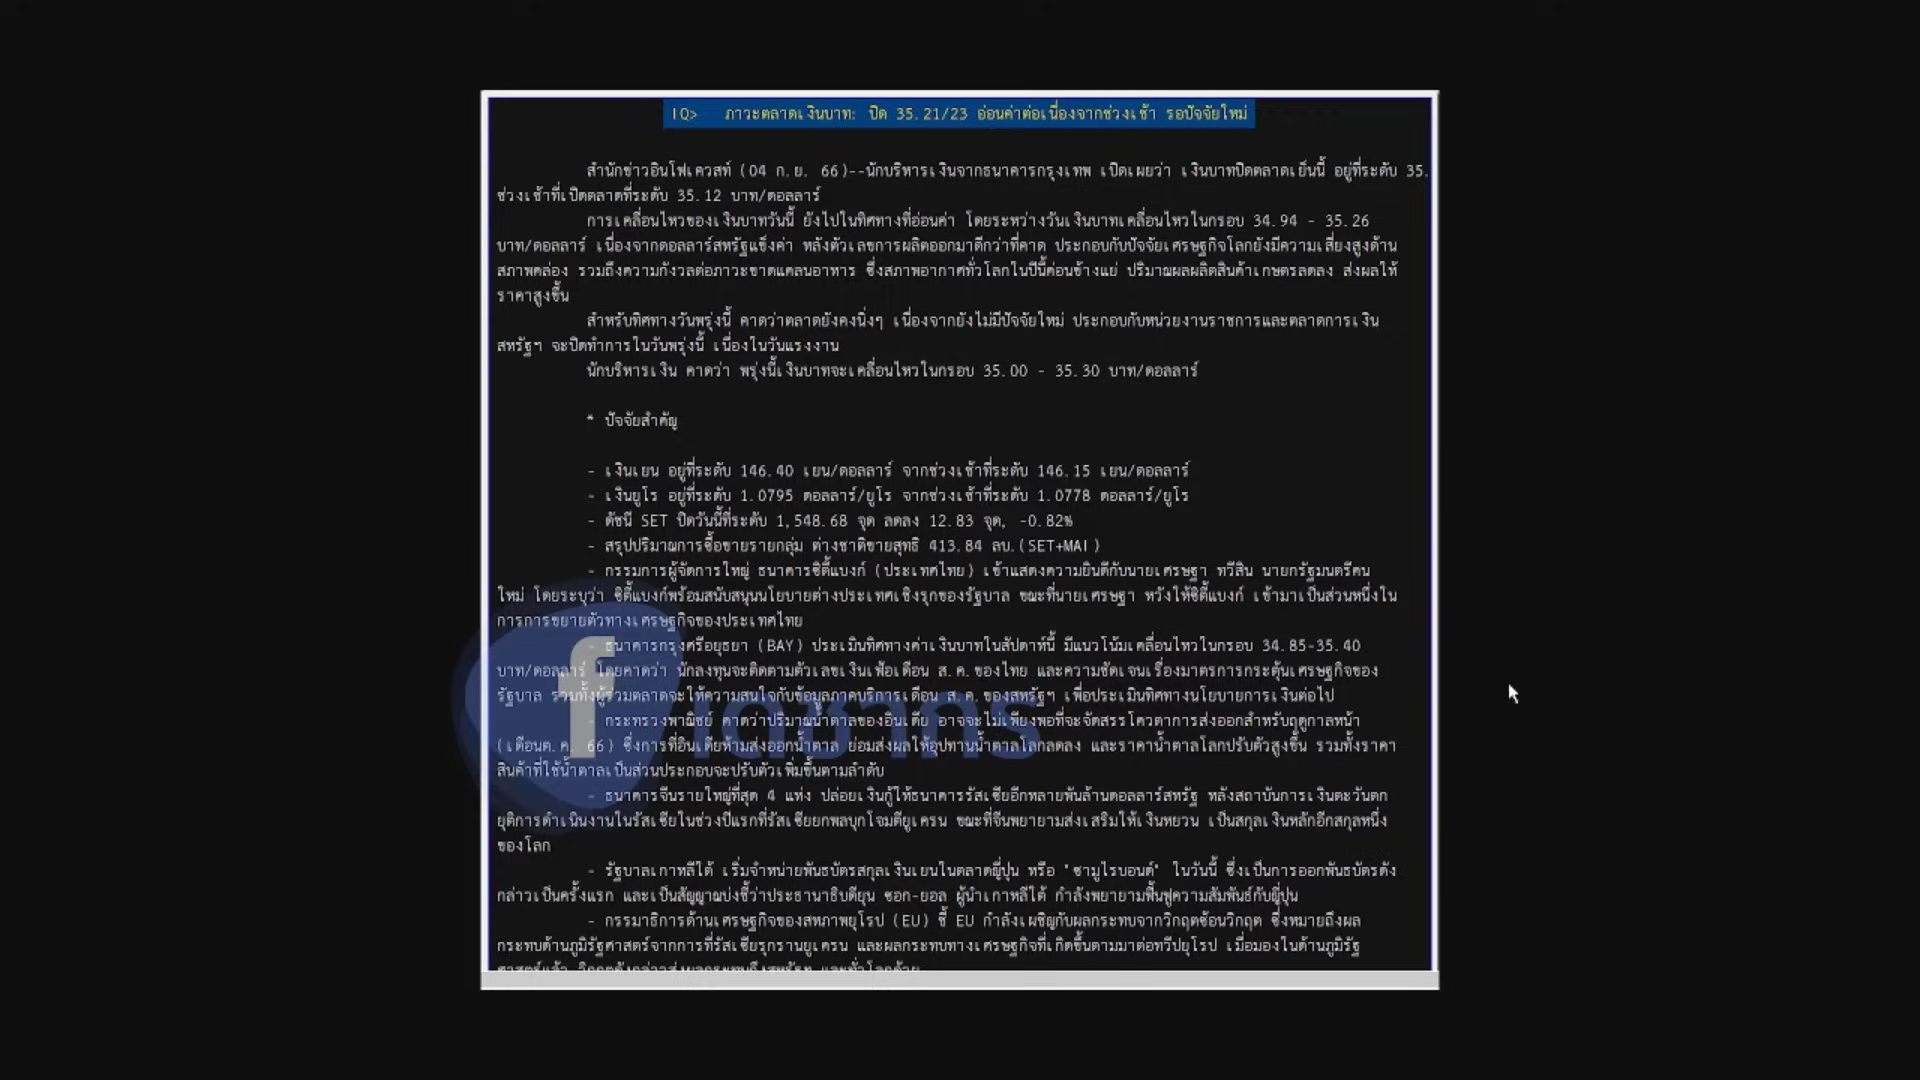 IQ> ภาวะตลาดเงินบาท: ปิด 35.21/23 อ่อนค่าต่อเนื่องจากช่วงเช้า รอปัจจัยใหม่
สำนักข่าวอินโฟเควสท์ (04 ก.ย. 66)--นักบริหารเงินจากธนาคารกรุงเทพ เปิดเผยว่า เงินบาทปิดตลาดเย็นนี้ อยู่ที่ระดับ 35.
ช่วงเช้าที่เปิดตลาดที่ระดับ 35.12 บาท/ดอลลาร์
การเคลื่อนไหวของเงินบาทวันนี้ ยังไปในทิศทางที่อ่อนค่า โดยระหว่างวันเงินบาทเคลื่อนไหวในกรอบ 34.94 - 35.26
บาท/ดอลลาร์ เนื่องจากดอลลาร์สหรัฐแข็งค่า หลังตัวเลขการผลิตออกมาดีกว่าที่คาด ประกอบกับปัจจัยเศรษฐกิจโลกยังมีความเสี่ยงสูงด้าน
สภาพคล่อง รวมถึงความกังวลต่อภาวะขาดแคลนอาหาร ซึ่งสภาพอากาศทั่วโลกในปีนี้ค่อนข้างแย่ ปริมาณผลผลิตสินค้าเกษตรลดลง ส่งผลให้
ราคาสูงขึ้น
สำหรับทิศทางวันพรุ่งนี้ คาดว่าตลาดยังคงนิ่งๆ เนื่องจากยังไม่มีปัจจัยใหม่ ประกอบกับหน่วยงานราชการและตลาดการเงิน
สหรัฐฯ จะปิดทำการในวันพรุ่งนี้ เนื่องในวันแรงงาน
นักบริหารเงิน คาดว่า พรุ่งนี้เงินบาทจะเคลื่อนไหวในกรอบ 35.00 - 35.30 บาท/ดอลลาร์
* ปัจจัยสำคัญ
- เงินเยน อยู่ที่ระดับ 146.40 เยน/ดอลลาร์ จากช่วงเช้าที่ระดับ 146.15 เยน/ดอลลาร์
- เงินยูโร อยู่ที่ระดับ 1.0795 ดอลลาร์/ยูโร จากช่วงเช้าที่ระดับ 1.0778 ดอลลาร์/ยูโร
- ดัชนี SET ปิดวันนี้ที่ระดับ 1,548.68 จุด ลดลง 12.83 จุด, -0.82%
- สรุปปริมาณการซื้อขายรายกลุ่ม ต่างชาติขายสุทธิ 413.84 ลบ.(SET+MAI)
- กรรมการผู้จัดการใหญ่ ธนาคารซิตี้แบงก์ (ประเทศไทย) เข้าแสดงความยินดีกับนายเศรษฐา ทวีสิน นายกรัฐมนตรีคน
ใหม่ โดยระบุว่า ซิตี้แบงก์พร้อมสนับสนุนนโยบายต่างประเทศเชิงรุกของรัฐบาล ขณะที่นายเศรษฐา หวังให้ซิตี้แบงก์ เข้ามาเป็นส่วนหนึ่งใน
การการขยายตัวทางเศรษฐกิจของประเทศไทย
- ธนาคารกรุงศรีอยุธยา (BAY) ประเมินทิศทางค่าเงินบาทในสัปดาห์นี้ มีแนวโน้มเคลื่อนไหวในกรอบ 34.85-35.40
บาท/ดอลลาร์ โดยคาดว่า นักลงทุนจะติดตามตัวเลขเงินเฟ้อเดือน ส.ค.ของไทย และความชัดเจนเรื่องมาตรการกระตุ้นเศรษฐกิจของ
รัฐบาล รวมทั้งผู้ร่วมตลาดจะให้ความสนใจกับข้อมูลภาคบริการเดือน ส.ค.ของสหรัฐฯ เพื่อประเมินทิศทางนโยบายการเงินต่อไป
- กระทรวงพาณิชย์ คาดว่าปริมาณน้ำตาลของอินเดีย อาจจะไม่เพียงพอที่จะจัดสรรโควตาการส่งออกสำหรับฤดูกาลหน้า
(เดือนต.ค. 66) ซึ่งการที่อินเดียห้ามส่งออกน้ำตาล ย่อมส่งผลให้อุปทานน้ำตาลโลกลดลง และราคาน้ำตาลโลกปรับตัวสูงขึ้น รวมทั้งราคา
สินค้าที่ใช้น้ำตาลเป็นส่วนประกอบจะปรับตัวเพิ่มขึ้นตามลำดับ
- ธนาคารจีนรายใหญ่ที่สุด 4 แห่ง ปล่อยเงินกู้ให้ธนาคารรัสเซียอีกหลายพันล้านดอลลาร์สหรัฐ หลังสถาบันการเงินตะวันตก
ยุติการดำเนินงานในรัสเซียในช่วงปีแรกที่รัสเซียยกพลบุกโจมตียูเครน ขณะที่จีนพยายามส่งเสริมให้เงินหยวน เป็นสกุลเงินหลักอีกสกุลหนึ่ง
ของโลก
- รัฐบาลเกาหลีใต้ เริ่มจำหน่ายพันธบัตรสกุลเงินเยนในตลาดญี่ปุ่น หรือ "ซามูไรบอนด์" ในวันนี้ ซึ่งเป็นการออกพันธบัตรดัง
กล่าวเป็นครั้งแรก และเป็นสัญญาณบ่งชี้ว่าประธานาธิบดียุน ซอก-ยอล ผู้นำเกาหลีใต้ กำลังพยายามฟื้นฟูความสัมพันธ์กับญี่ปุ่น
- กรรมาธิการด้านเศรษฐกิจของสหภาพยุโรป (EU) ชี้ EU กำลังเผชิญกับผลกระทบจากวิกฤตซ้อนวิกฤต ซึ่งหมายถึงผล
กระทบด้านภูมิรัฐศาสตร์จากการที่รัสเซียรุกรานยูเครน และผลกระทบทางเศรษฐกิจที่เกิดขึ้นตามมาต่อทวีปยุโรป เมื่อมองในด้านภูมิรัฐ
ศาสตร์แล้ว วิกฤตดังกล่าวส่งผลกระทบถึงสหรัฐฯ และทั่วโลกด้วย
f เดชาทร